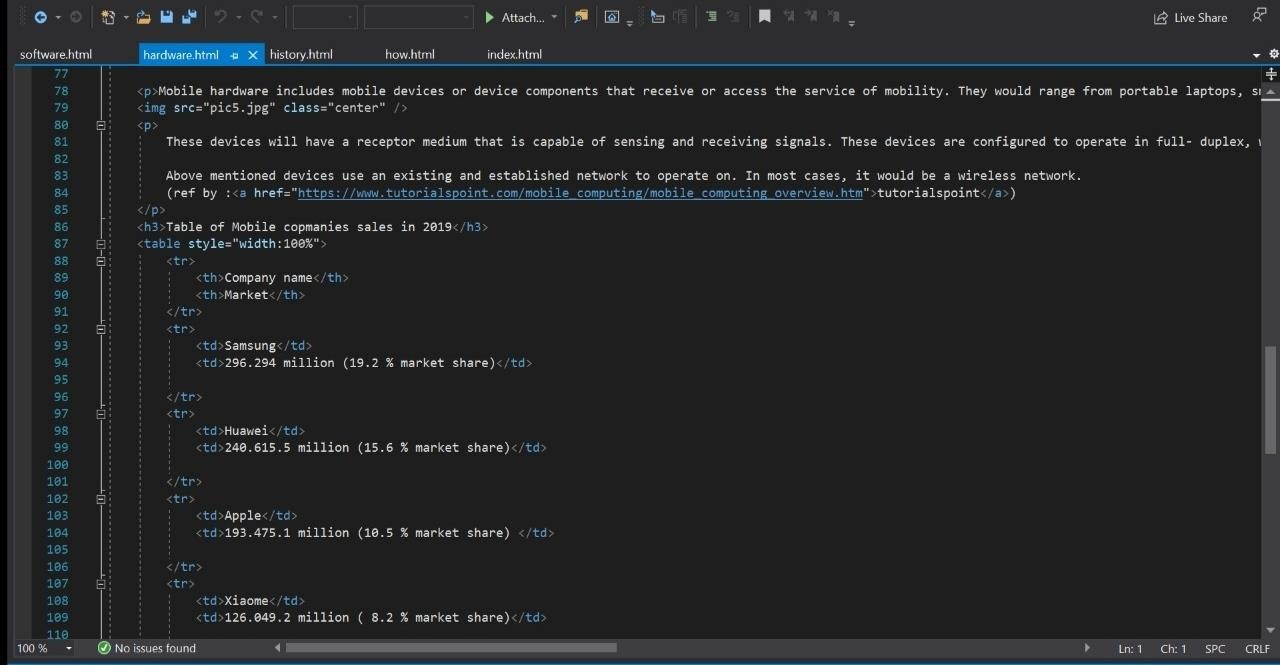 Attach...
Live Share
software.html hardware.html history.html how.html index.html
77
78 <p>Mobile hardware includes mobile devices or device components that receive or access the service of mobility. They would range from portable laptops,
79 <img src="pic5.jpg" class="center" />
80 <p>
81 These devices will have a receptor medium that is capable of sensing and receiving signals. These devices are configured to operate in full- duplex,
82
83 Above mentioned devices use an existing and established network to operate on. In most cases, it would be a wireless network.
84 (ref by :<a href="https://www.tutorialspoint.com/mobile_computing/mobile_computing_overview.htm">tutorialspoint</a>)
85 </p>
86 <h3>Table of Mobile copmanies sales in 2019</h3>
87 <table style="width:100%">
88 <tr>
89 <th>Company name</th>
90 <th>Market</th>
91 </tr>
92 <tr>
93 <td>Samsung</td>
94 <td>296.294 million (19.2 % market share)</td>
95
96 </tr>
97 <tr>
98 <td>Huawei</td>
99 <td>240.615.5 million (15.6 % market share)</td>
100
101 </tr>
102 <tr>
103 <td>Apple</td>
104 <td>193.475.1 million (10.5 % market share) </td>
105
106 </tr>
107 <tr>
108 <td>Xiaome</td>
109 <td>126.049.2 million ( 8.2 % market share)</td>
110
100 % No issues found Ln: 1 Ch: 1 SPC CRLF